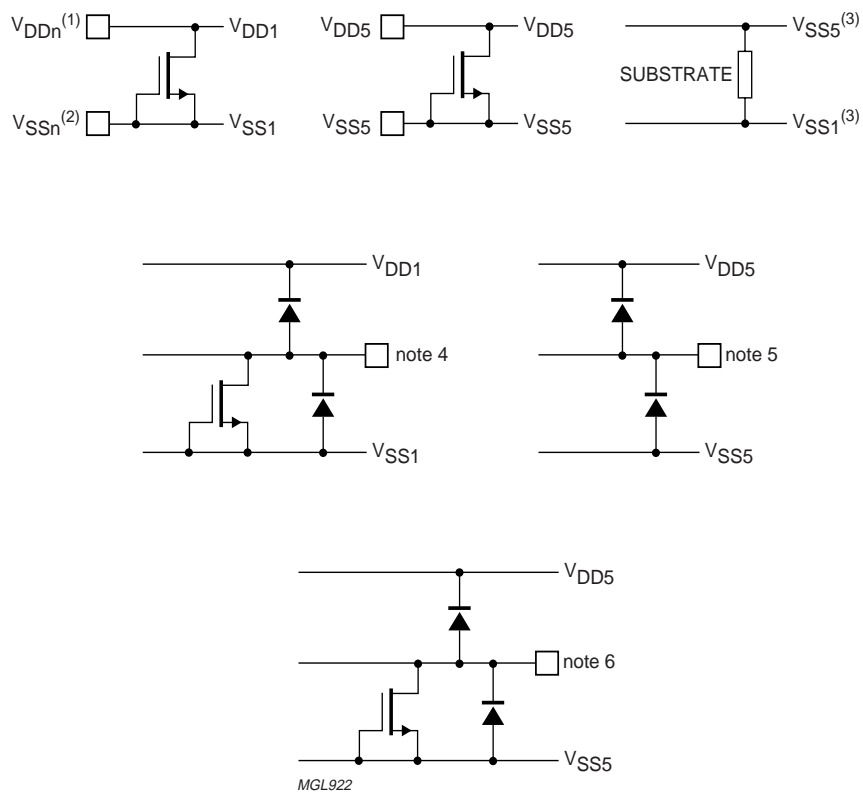 VDDn(1) VDD1 VDD5 VDD5 VSS5(3)
SUBSTRATE
VSSn(2) VSS1 VSS5 VSS5 VSS1(3)
VDD1 VDD5
note 4 note 5
VSS1 VSS5
VDD5
note 6
VSS5
MGL922